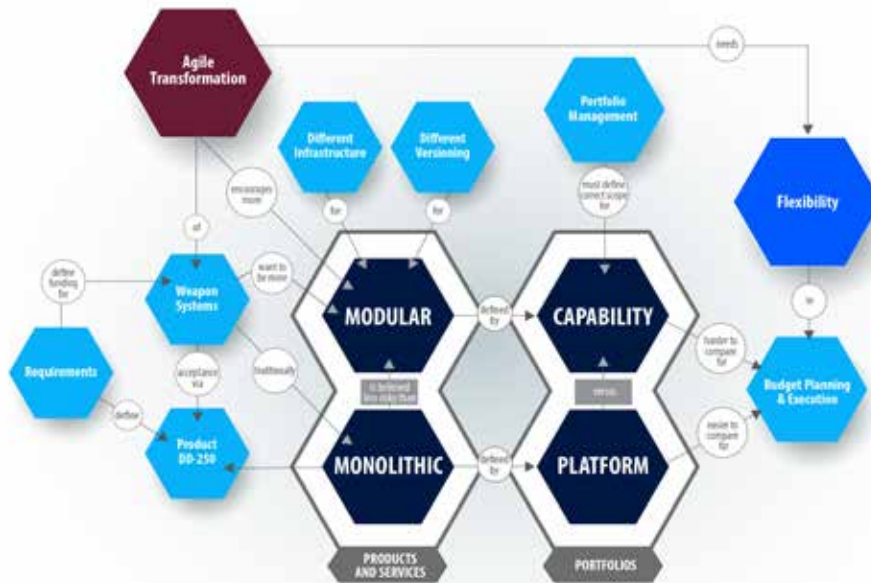 Agile
Transformation
needs
Portfolio
Management
Different
Infrastructure
Different
Versioning
encourages
more
must define
correct scope
for
Flexibility
for
for
of
define
funding
for
want to
be more
Weapon
Systems
MODULAR
defined
by
CAPABILITY
in
harder to
compare
for
Requirements
acceptance
via
traditionally
is believed
less risky than
versus
Budget Planning
& Execution
define
easier to
compare
for
Product
DD-250
MONOLITHIC
defined
by
PLATFORM
PRODUCTS
AND SERVICES
PORTFOLIOS